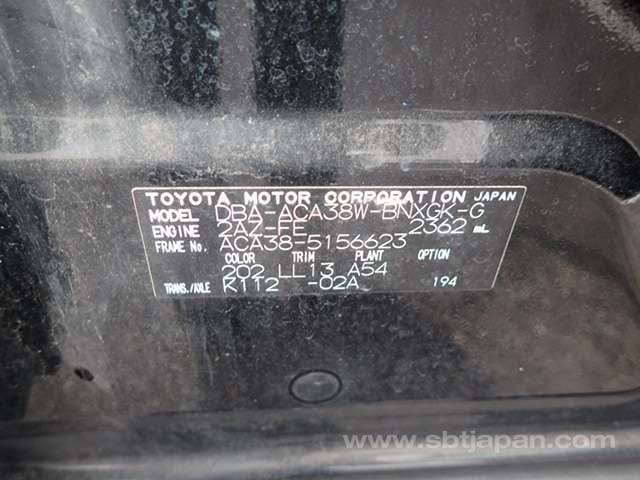 TOYOTA MOTOR CORPORATION JAPAN
MODEL DBA-ACA38W-BNXGK-G
ENGINE 2AZ-FE 2362 mL
FRAME No. ACA38-5156623
COLOR TRIM PLANT OPTION
202 LL13 A54
TRANS./AXLE K112 -02A 194
www.sbtjapan.com